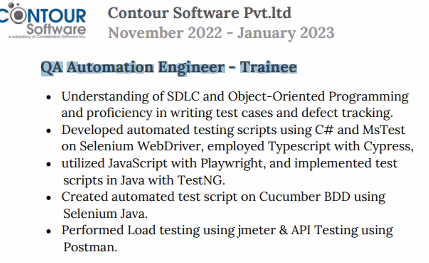 CONTOUR
Software
a subsidiary of Constellation Software Inc.
Contour Software Pvt.ltd
November 2022 - January 2023
QA Automation Engineer - Trainee
• Understanding of SDLC and Object-Oriented Programming
and proficiency in writing test cases and defect tracking.
• Developed automated testing scripts using C# and MsTest
on Selenium WebDriver, employed Typescript with Cypress,
• utilized JavaScript with Playwright, and implemented test
scripts in Java with TestNG.
• Created automated test script on Cucumber BDD using
Selenium Java.
• Performed Load testing using jmeter & API Testing using
Postman.